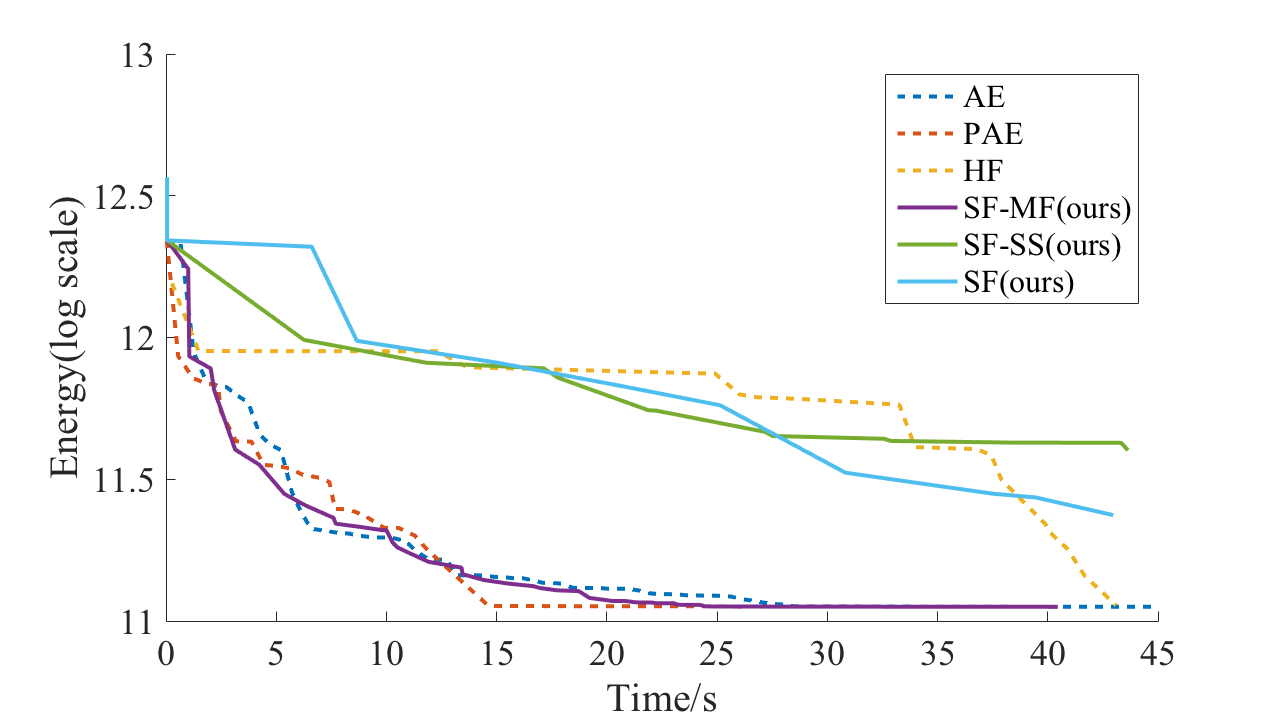 13
12.5
12
11.5
11
Energy(log scale)
0 5 10 15 20 25 30 35 40 45
Time/s
AE
PAE
HF
SF-MF(ours)
SF-SS(ours)
SF(ours)